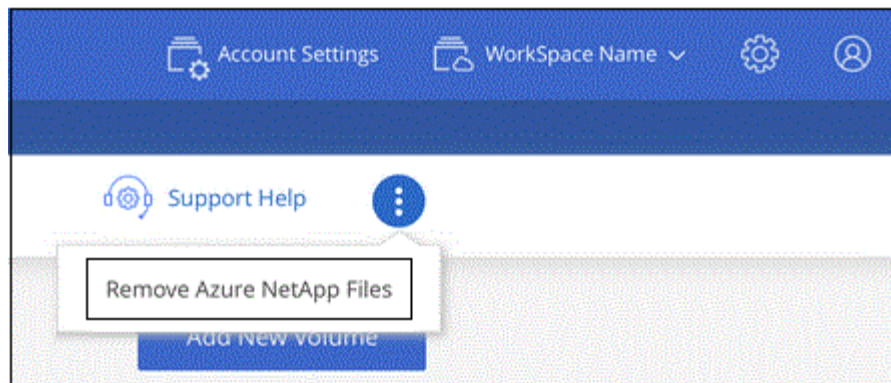 Account Settings
WorkSpace Name
Support Help
Remove Azure NetApp Files
Add New Volume